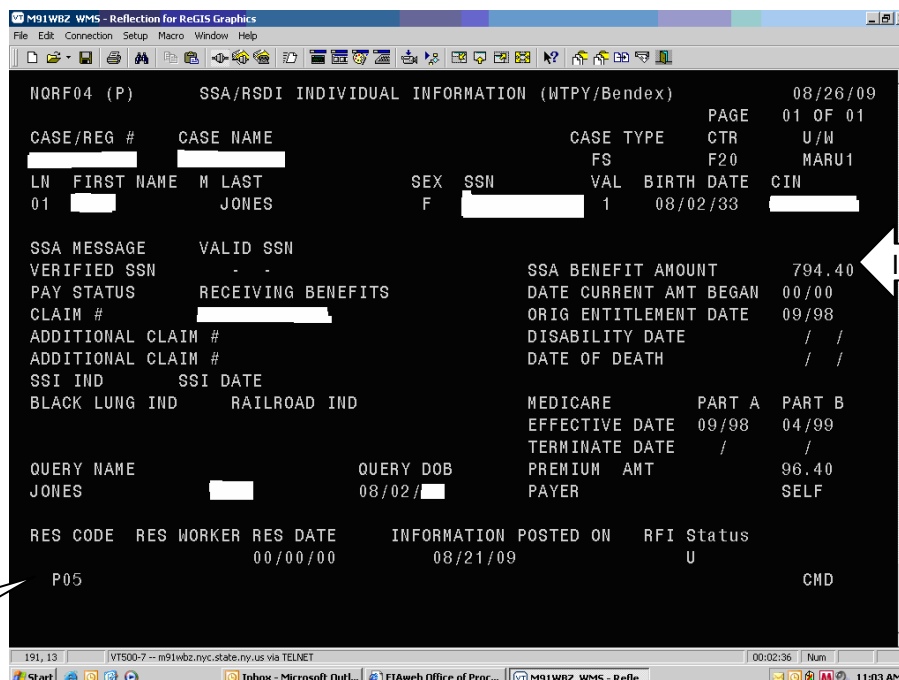 M91WBZ WMS - Reflection for ReGIS Graphics
File Edit Connection Setup Macro Window Help
NQRF04 (P) SSA/RSDI INDIVIDUAL INFORMATION (WTPY/Bendex) 08/26/09
PAGE 01 OF 01
CASE/REG # CASE NAME CASE TYPE CTR U/W
FS F20 MARU1
LN FIRST NAME M LAST SEX SSN VAL BIRTH DATE CIN
01 JONES F 1 08/02/33
SSA MESSAGE VALID SSN
VERIFIED SSN - - SSA BENEFIT AMOUNT 794.40
PAY STATUS RECEIVING BENEFITS DATE CURRENT AMT BEGAN 00/00
CLAIM # ORIG ENTITLEMENT DATE 09/98
ADDITIONAL CLAIM # DISABILITY DATE / /
ADDITIONAL CLAIM # DATE OF DEATH / /
SSI IND SSI DATE
BLACK LUNG IND RAILROAD IND MEDICARE PART A PART B
EFFECTIVE DATE 09/98 04/99
TERMINATE DATE / /
QUERY NAME QUERY DOB PREMIUM AMT 96.40
JONES 08/02/ PAYER SELF
RES CODE RES WORKER RES DATE INFORMATION POSTED ON RFI Status
00/00/00 08/21/09 U
P05 CMD
191, 13 VT500-7 -- m91wbz.nyc.state.ny.us via TELNET 00:02:36 Num
Start Inbox - Microsoft Outl... FIAweb Office of Proc... M91WBZ WMS - Refle... 11:03 AM